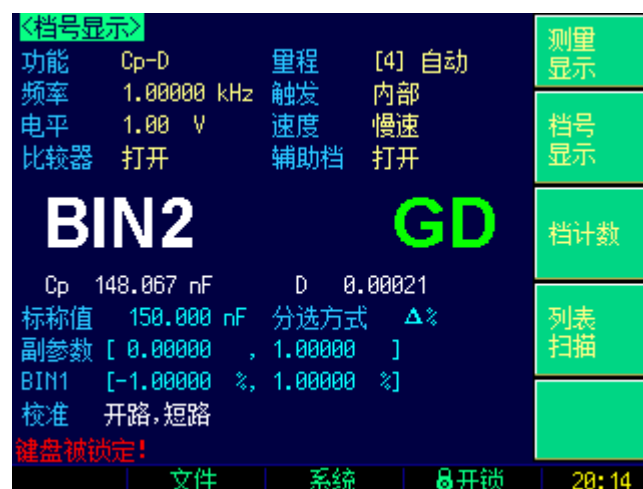 <档号显示>
功能 Cp-D 量程 [4] 自动
频率 1.00000 kHz 触发 内部
电平 1.00 V 速度 慢速
比较器 打开 辅助档 打开
BIN2 GD
Cp 148.067 nF D 0.00021
标称值 150.000 nF 分选方式 Δ%
副参数 [ 0.00000 , 1.00000 ]
BIN1 [-1.00000 %, 1.00000 %]
校准 开路,短路
键盘被锁定!
测量
显示
档号
显示
档计数
列表
扫描
文件 系统 开锁 20:14